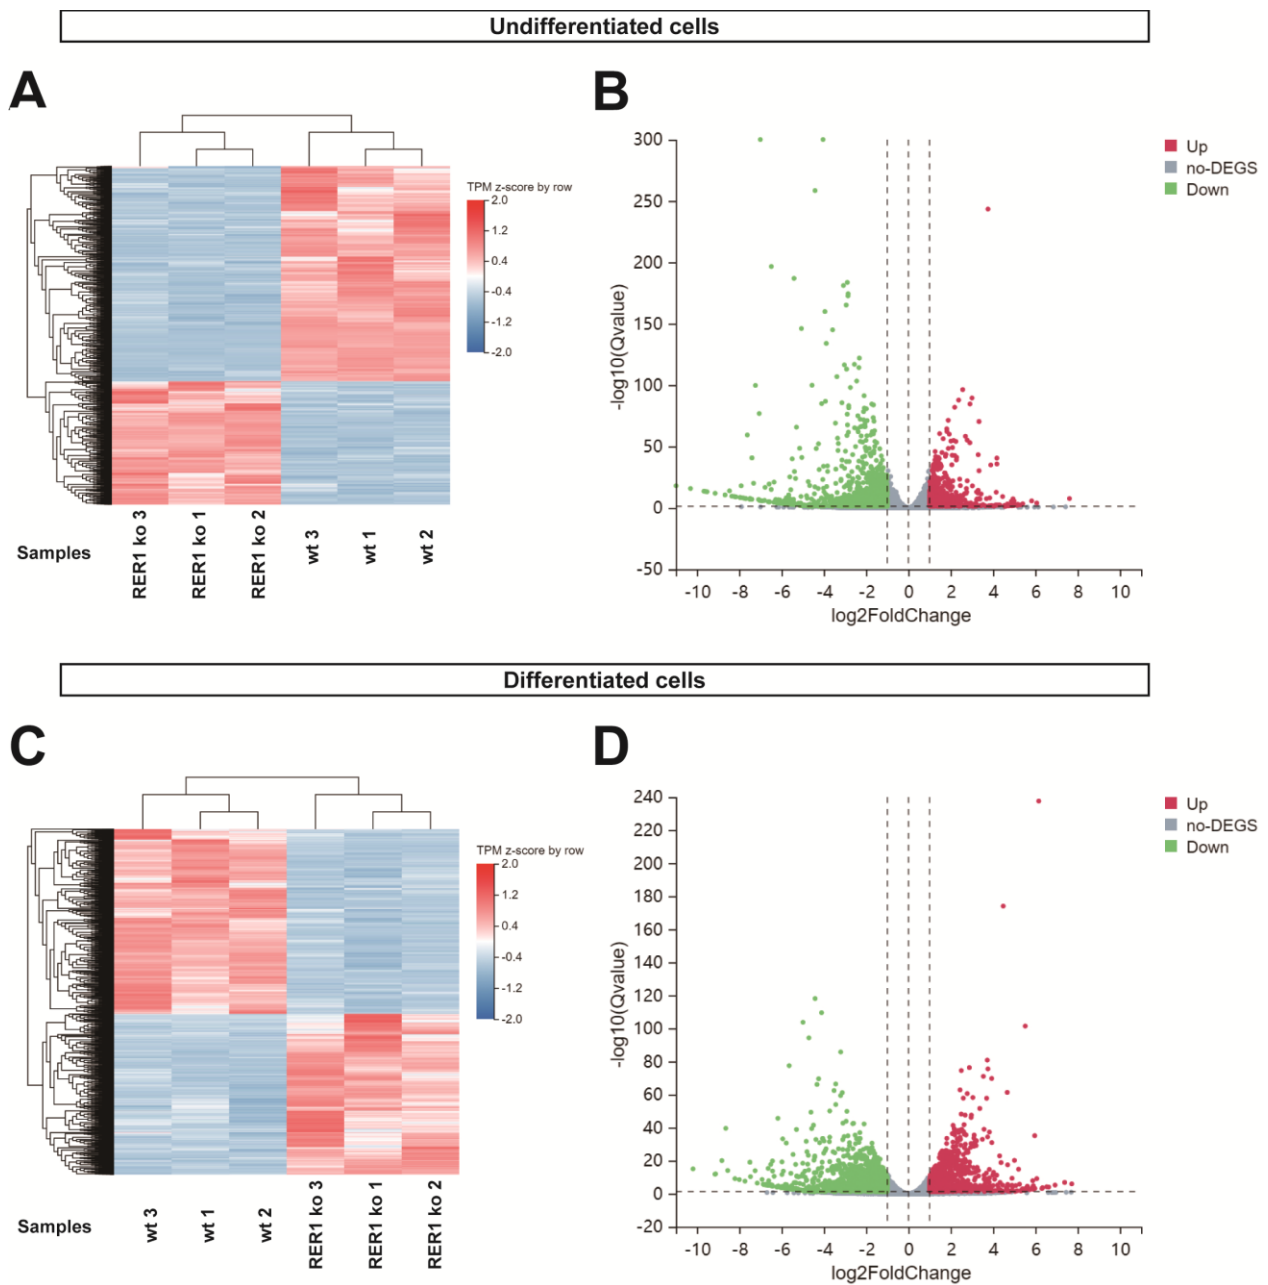 Undifferentiated cells
A
B
TPM z-score by row
2.0
1.2
0.4
-0.4
-1.2
-2.0
Samples
RER1 ko 3
RER1 ko 1
RER1 ko 2
wt 3
wt 1
wt 2
300
250
200
150
100
50
0
-50
-log10(Qvalue)
-10 -8 -6 -4 -2 0 2 4 6 8 10
log2FoldChange
Up
no-DEGS
Down
Differentiated cells
C
D
TPM z-score by row
2.0
1.2
0.4
-0.4
-1.2
-2.0
Samples
wt 3
wt 1
wt 2
RER1 ko 3
RER1 ko 1
RER1 ko 2
240
220
200
180
160
140
120
100
80
60
40
20
0
-20
-log10(Qvalue)
-10 -8 -6 -4 -2 0 2 4 6 8 10
log2FoldChange
Up
no-DEGS
Down